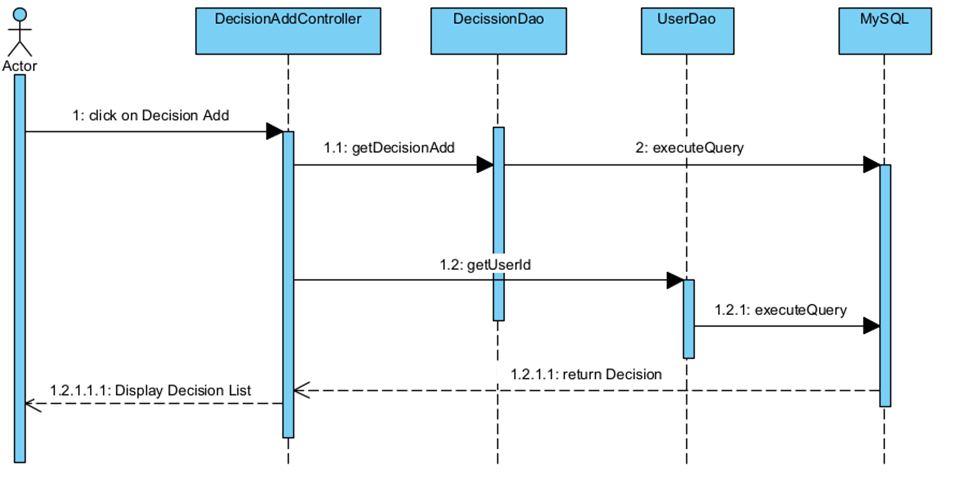 DecisionAddController
DecissionDao
UserDao
MySQL
Actor
1: click on Decision Add
1.1: getDecisionAdd
2: executeQuery
1.2: getUserId
1.2.1: executeQuery
1.2.1.1: return Decision
1.2.1.1.1: Display Decision List